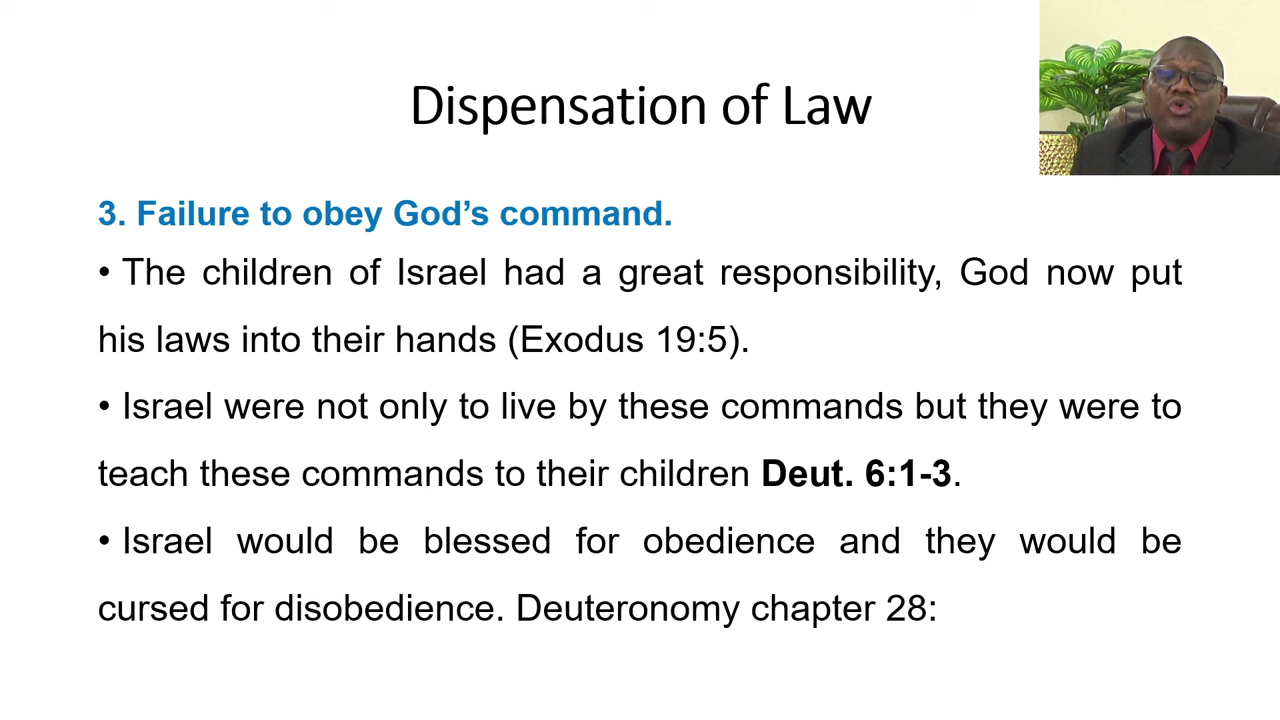 Dispensation of Law
3. Failure to obey God’s command.
• The children of Israel had a great responsibility, God now put
his laws into their hands (Exodus 19:5).
• Israel were not only to live by these commands but they were to
teach these commands to their children Deut. 6:1-3.
• Israel would be blessed for obedience and they would be
cursed for disobedience. Deuteronomy chapter 28: